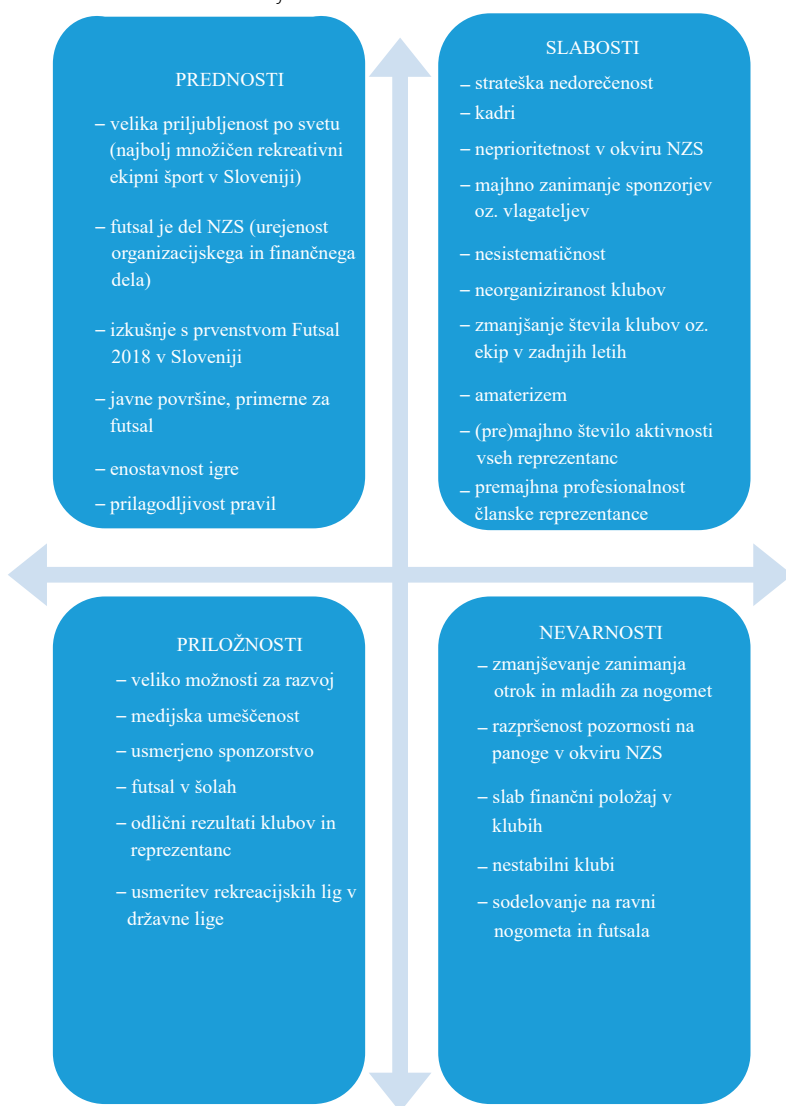 PREDNOSTI
– velika priljubljenost po svetu
(najbolj množičen rekreativni
ekipni šport v Sloveniji)
– futsal je del NZS (urejenost
organizacijskega in finančnega
dela)
– izkušnje s prvenstvom Futsal
2018 v Sloveniji
– javne površine, primerne za
futsal
– enostavnost igre
– prilagodljivost pravil
SLABOSTI
– strateška nedorečenost
– kadri
– neprioritetnost v okviru NZS
– majhno zanimanje sponzorjev
oz. vlagateljev
– nesistematičnost
– neorganiziranost klubov
– zmanjšanje števila klubov oz.
ekip v zadnjih letih
– amaterizem
– (pre)majhno število aktivnosti
vseh reprezentanc
– premajhna profesionalnost
članske reprezentance
PRILOŽNOSTI
– veliko možnosti za razvoj
– medijska umeščenost
– usmerjeno sponzorstvo
– futsal v šolah
– odlični rezultati klubov in
reprezentanc
– usmeritev rekreacijskih lig v
državne lige
NEVARNOSTI
– zmanjševanje zanimanja
otrok in mladih za nogomet
– razpršenost pozornosti na
panoge v okviru NZS
– slab finančni položaj v
klubih
– nestabilni klubi
– sodelovanje na ravni
nogometa in futsala